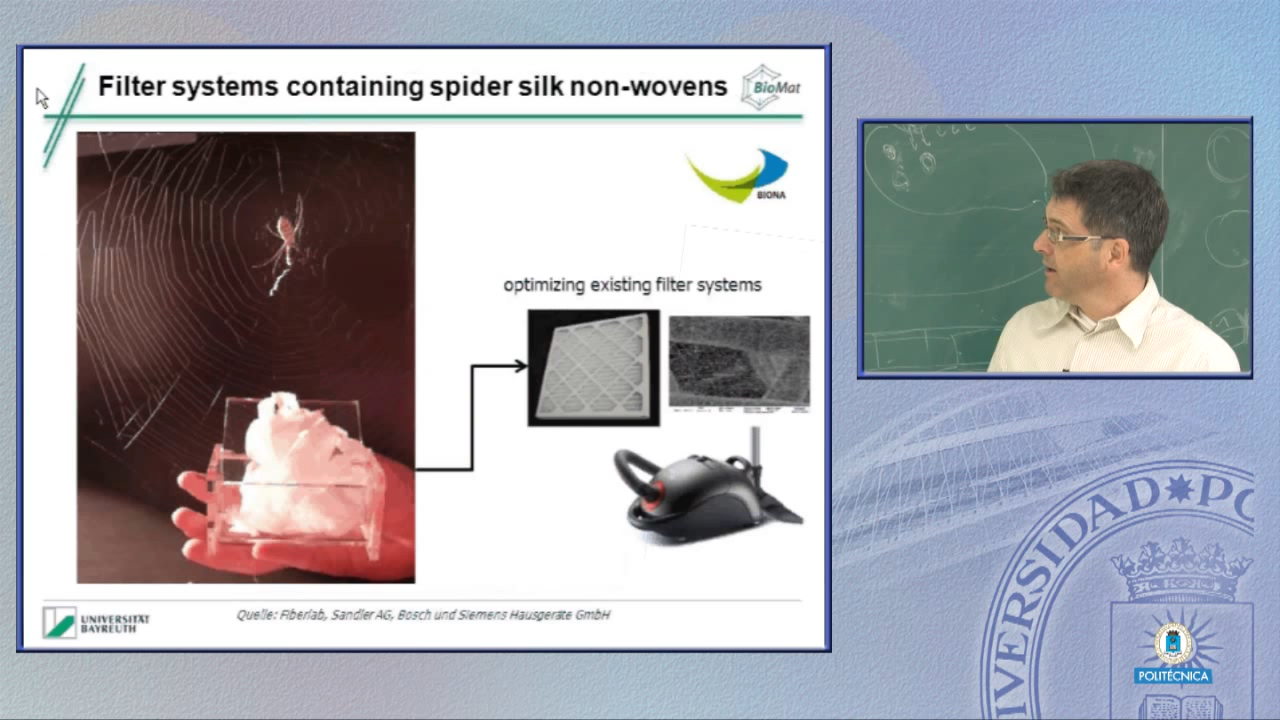 Filter systems containing spider silk non-wovens
BioMat
BIONA
optimizing existing filter systems
Quelle: Fiberlab, Sandler AG, Bosch und Siemens Hausgeräte GmbH
UNIVERSITÄT
BAYREUTH
UNIVERSIDAD PO
POLITÉCNICA